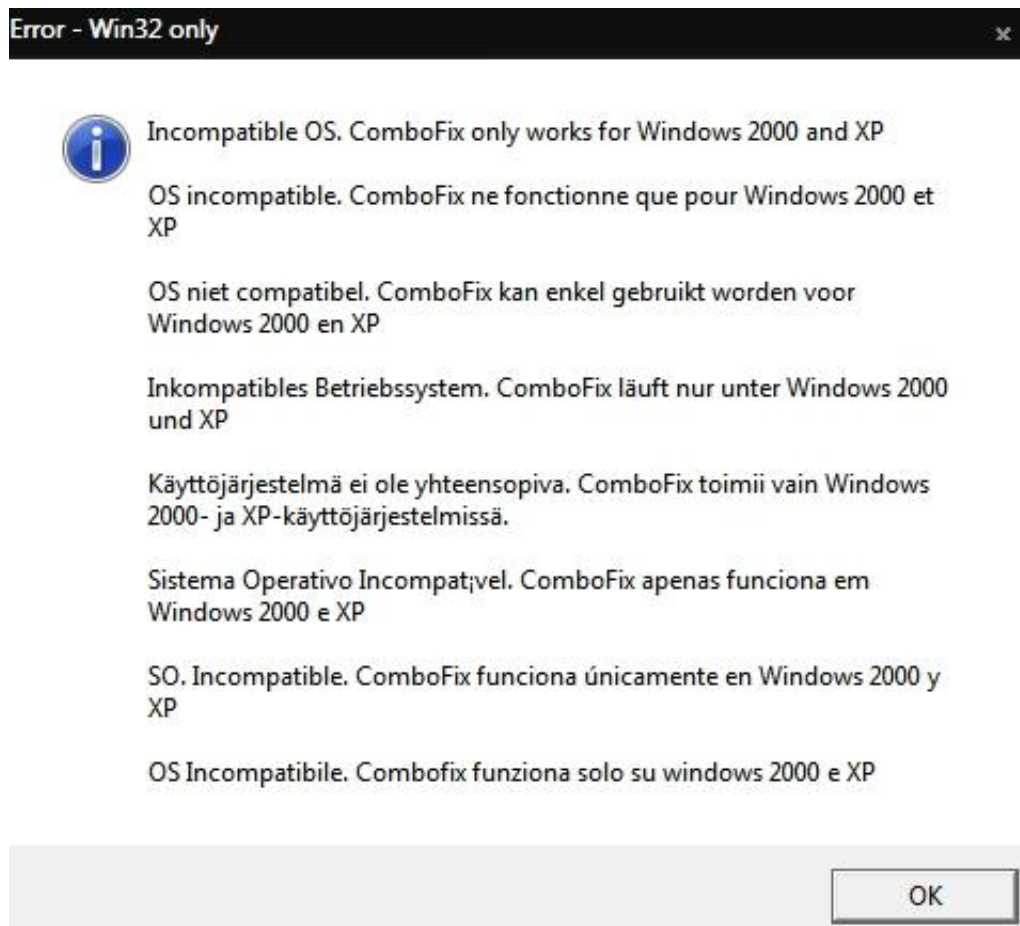 Error - Win32 only
Incompatible OS. ComboFix only works for Windows 2000 and XP
OS incompatible. ComboFix ne fonctionne que pour Windows 2000 et
XP
OS niet compatibel. ComboFix kan enkel gebruikt worden voor
Windows 2000 en XP
Inkompatibles Betriebssystem. ComboFix läuft nur unter Windows 2000
und XP
Käyttöjärjestelmä ei ole yhteensopiva. ComboFix toimii vain Windows
2000- ja XP-käyttöjärjestelmissä.
Sistema Operativo Incompat¡vel. ComboFix apenas funciona em
Windows 2000 e XP
SO. Incompatible. ComboFix funciona únicamente en Windows 2000 y
XP
OS Incompatibile. Combofix funziona solo su windows 2000 e XP
OK